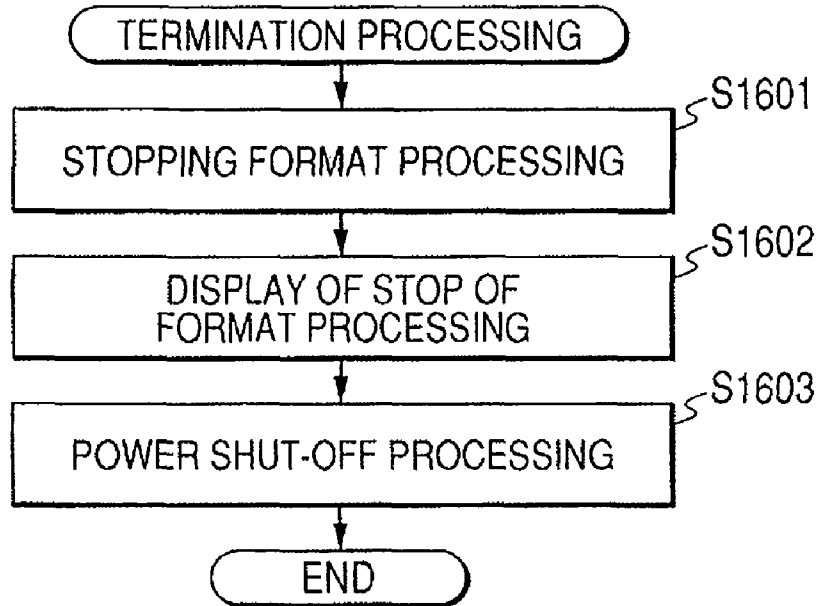 TERMINATION PROCESSING
S1601
STOPPING FORMAT PROCESSING
S1602
DISPLAY OF STOP OF
FORMAT PROCESSING
S1603
POWER SHUT-OFF PROCESSING
END